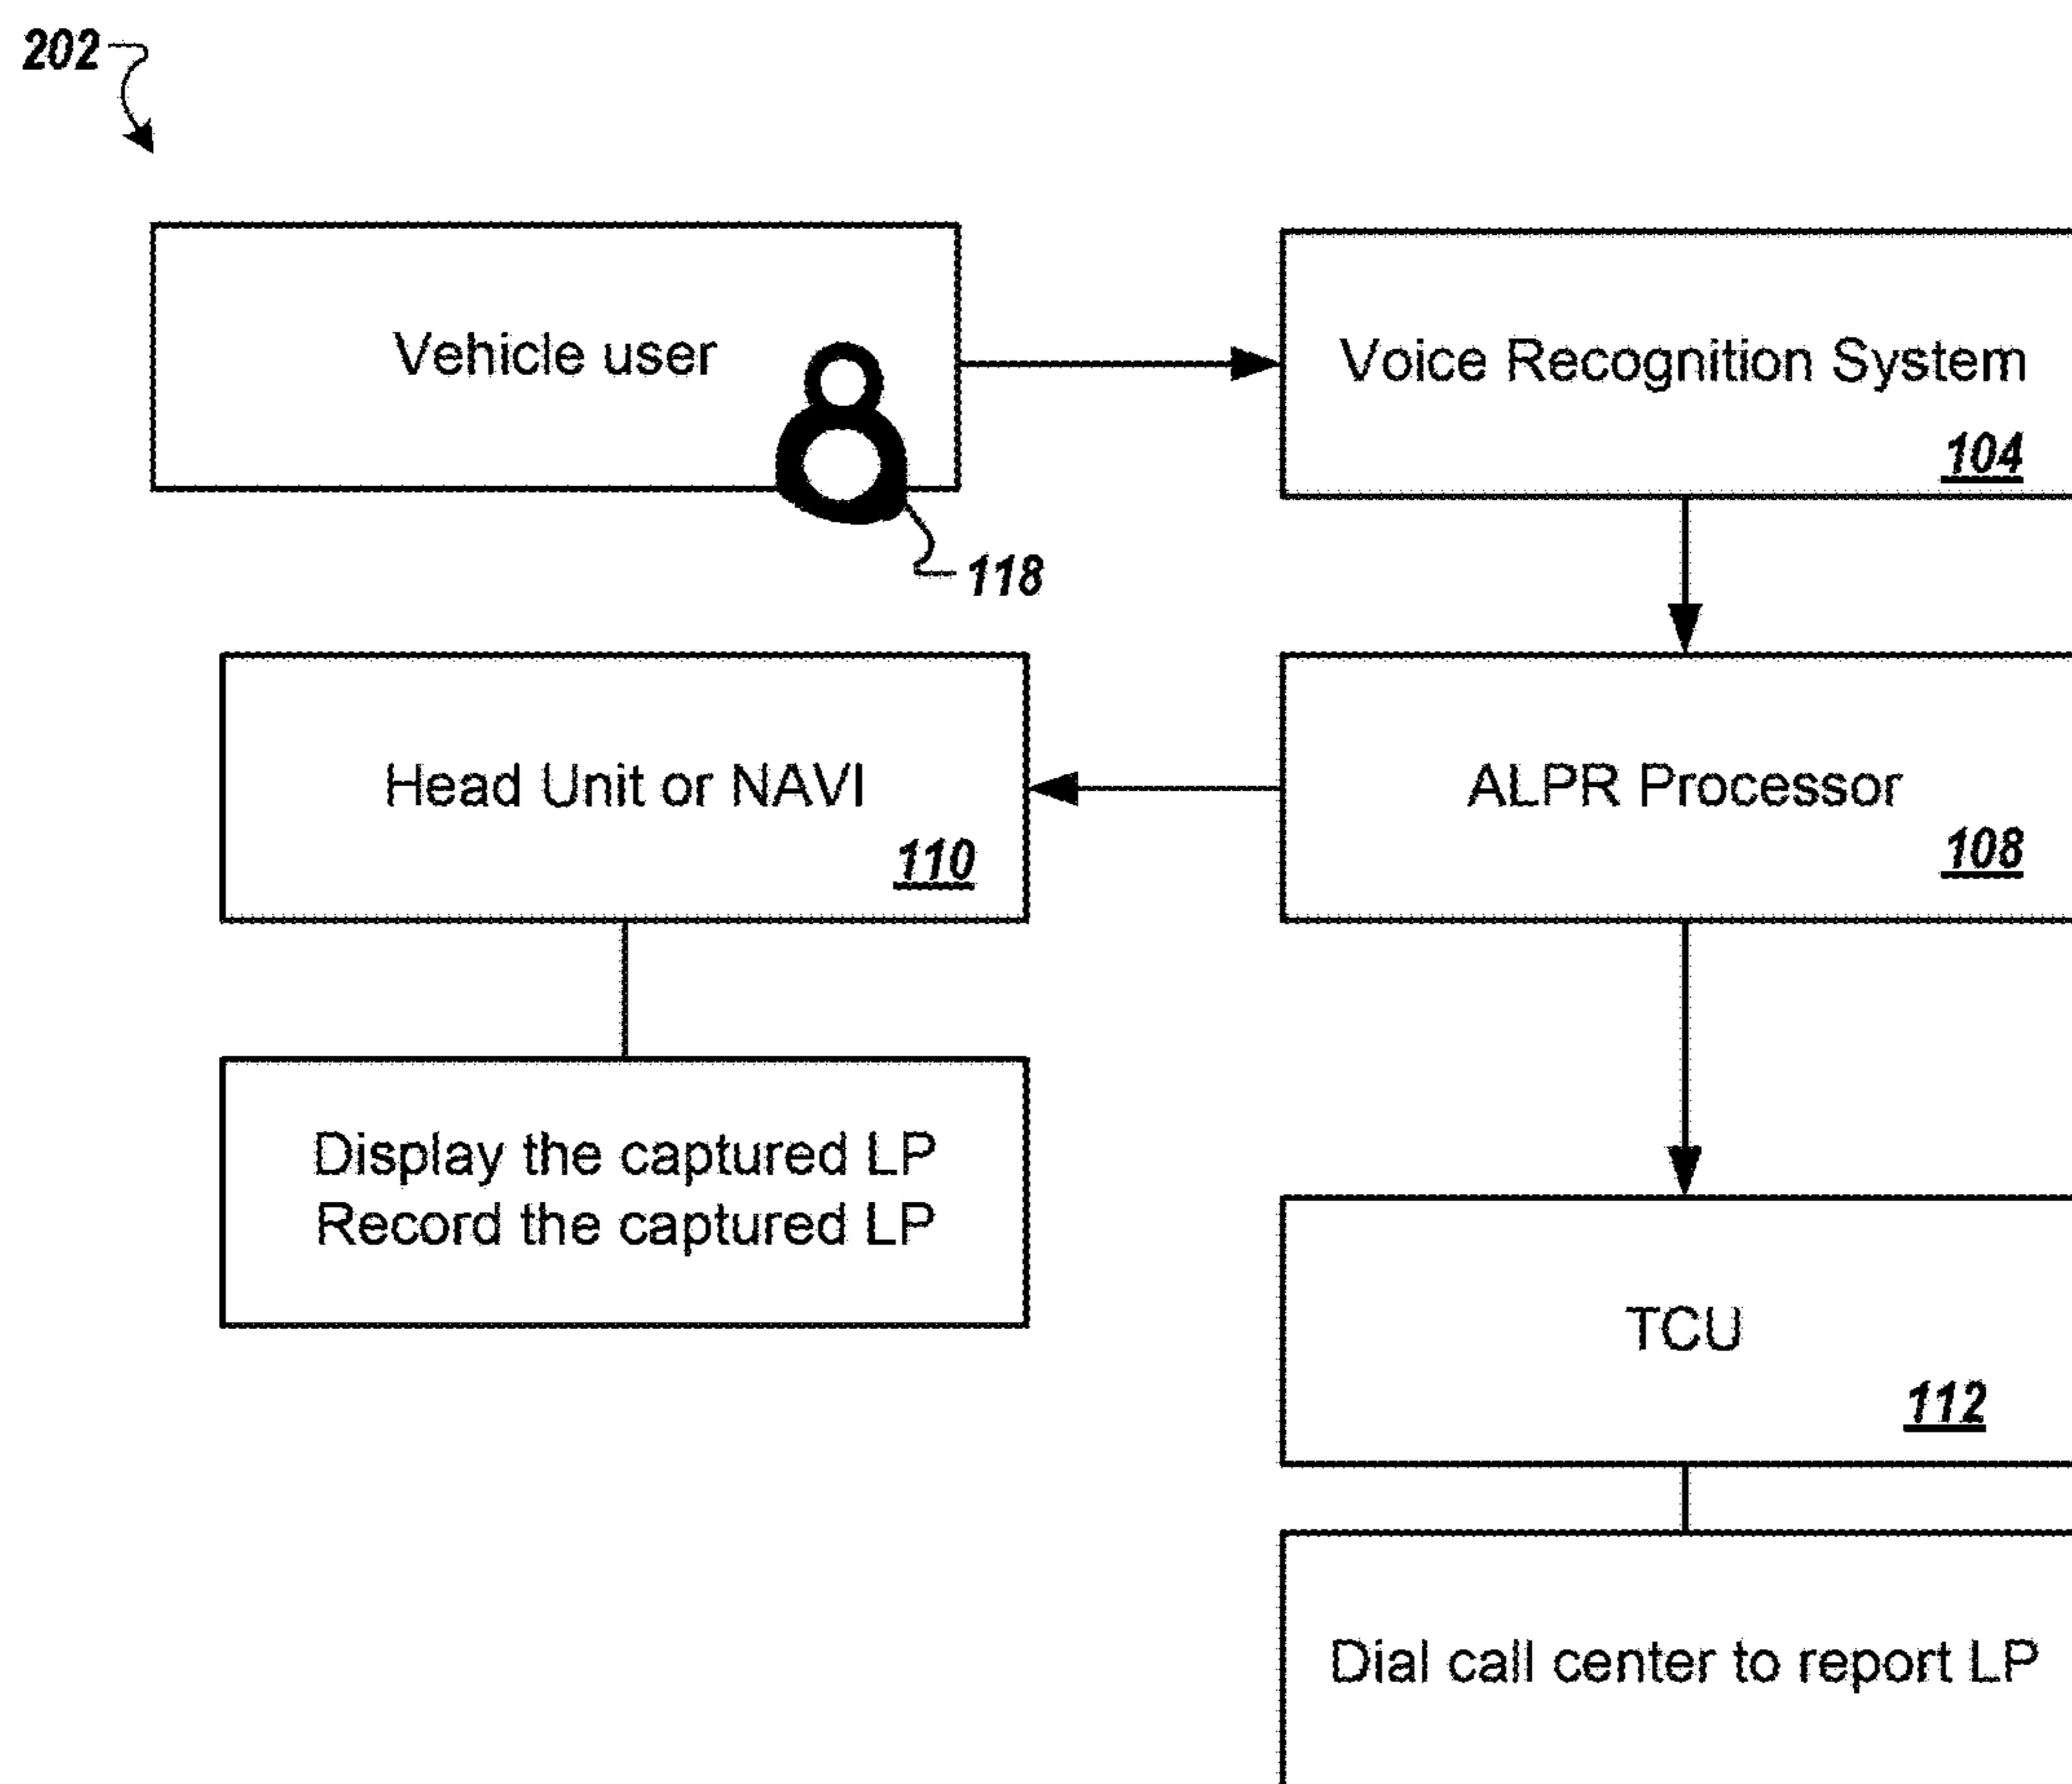 202
Vehicle user
118
Voice Recognition System
104
Head Unit or NAVI
110
ALPR Processor
108
Display the captured LP
Record the captured LP
TCU
112
Dial call center to report LP